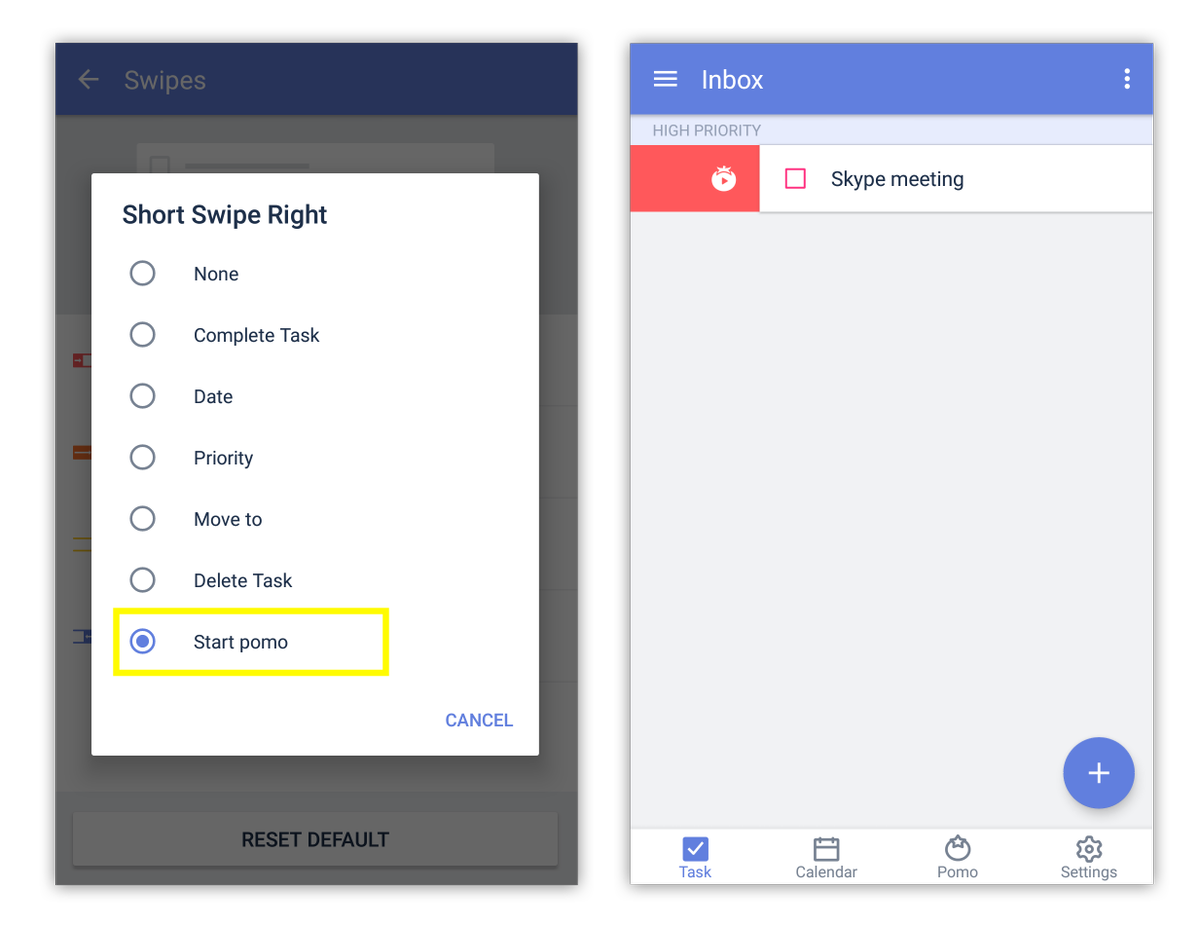 Swipes
Short Swipe Right
None
Complete Task
Date
Priority
Move to
Delete Task
Start pomo
CANCEL
RESET DEFAULT
Inbox
HIGH PRIORITY
Skype meeting
Task
Calendar
Pomo
Settings